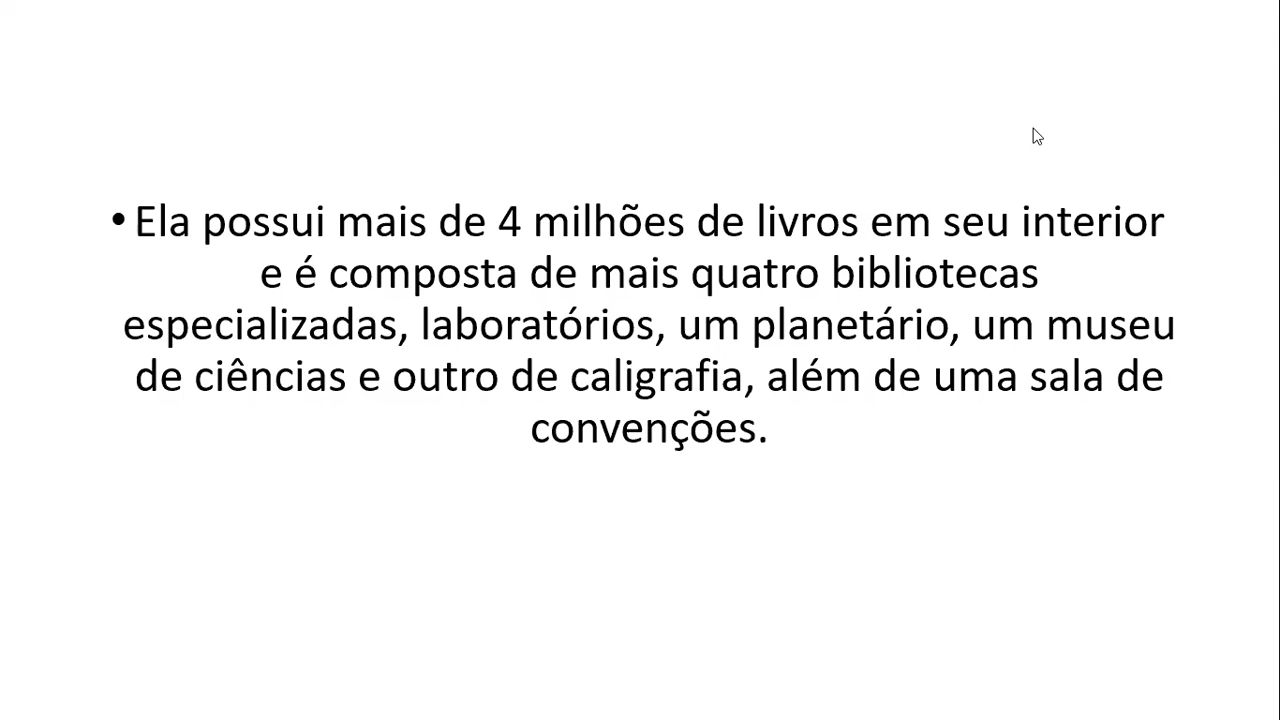 • Ela possui mais de 4 milhões de livros em seu interior
e é composta de mais quatro bibliotecas
especializadas, laboratórios, um planetário, um museu
de ciências e outro de caligrafia, além de uma sala de
convenções.